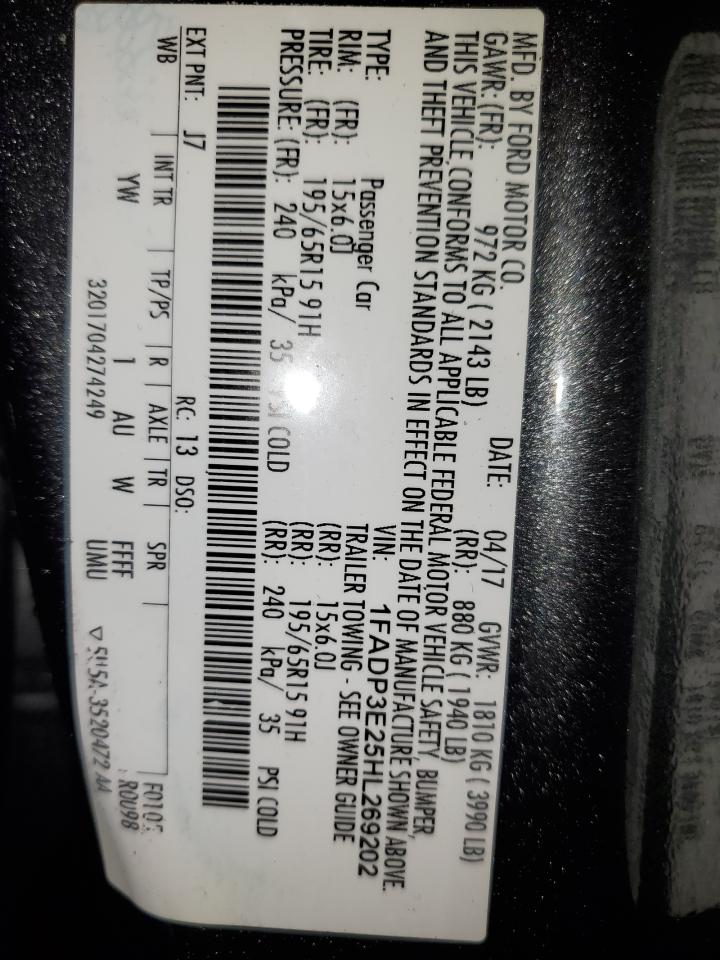 MFD. BY FORD MOTOR CO.
DATE: 04/17 GVWR: 1810 KG ( 3990 LB)
GAWR: (FR): 972 KG ( 2143 LB) (RR): 880 KG ( 1940 LB)
THIS VEHICLE CONFORMS TO ALL APPLICABLE FEDERAL MOTOR VEHICLE SAFETY, BUMPER,
AND THEFT PREVENTION STANDARDS IN EFFECT ON THE DATE OF MANUFACTURE SHOWN ABOVE.
VIN: 1FADP3E25HL269202
TYPE: Passenger Car TRAILER TOWING - SEE OWNER GUIDE
RIM: (FR): 15x6.0J (RR): 15x6.0J
TIRE: (FR): 195/65R15 91H (RR): 195/65R15 91H
PRESSURE: (FR): 240 kPa/ 35 PSI COLD (RR): 240 kPa/ 35 PSI COLD
EXT PNT: J7 RC: 13 DSO:
WB INT TR TP/PS R AXLE TR SPR
YW 1 AU W FFFF
UMU
3201704274249
3520472 AA